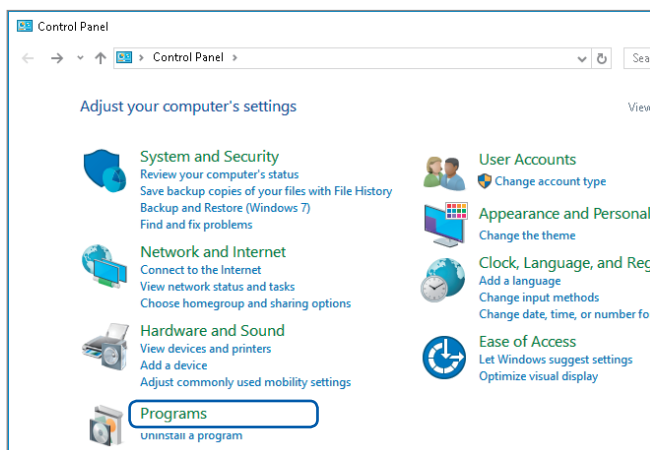 Control Panel
Control Panel
Sea
Adjust your computer's settings
View
System and Security
Review your computer's status
Save backup copies of your files with File History
Backup and Restore (Windows 7)
Find and fix problems
Network and Internet
Connect to the Internet
View network status and tasks
Choose homegroup and sharing options
Hardware and Sound
View devices and printers
Add a device
Adjust commonly used mobility settings
Programs
Uninstall a program
User Accounts
Change account type
Appearance and Personal
Change the theme
Clock, Language, and Reg
Add a language
Change input methods
Change date, time, or number fo
Ease of Access
Let Windows suggest settings
Optimize visual display